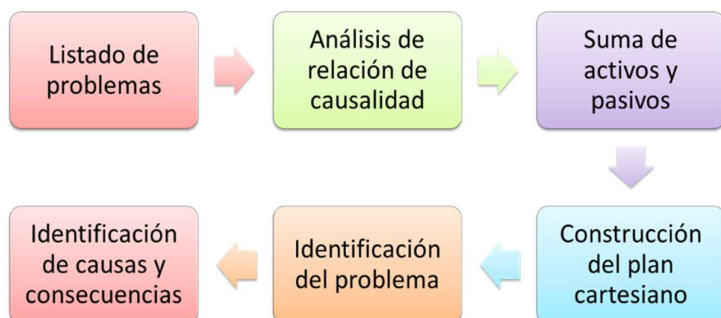 Listado de
problemas
Análisis de
relación de
causalidad
Suma de
activos y
pasivos
Construcción
del plan
cartesiano
Identificación
del problema
Identificación
de causas y
consecuencias